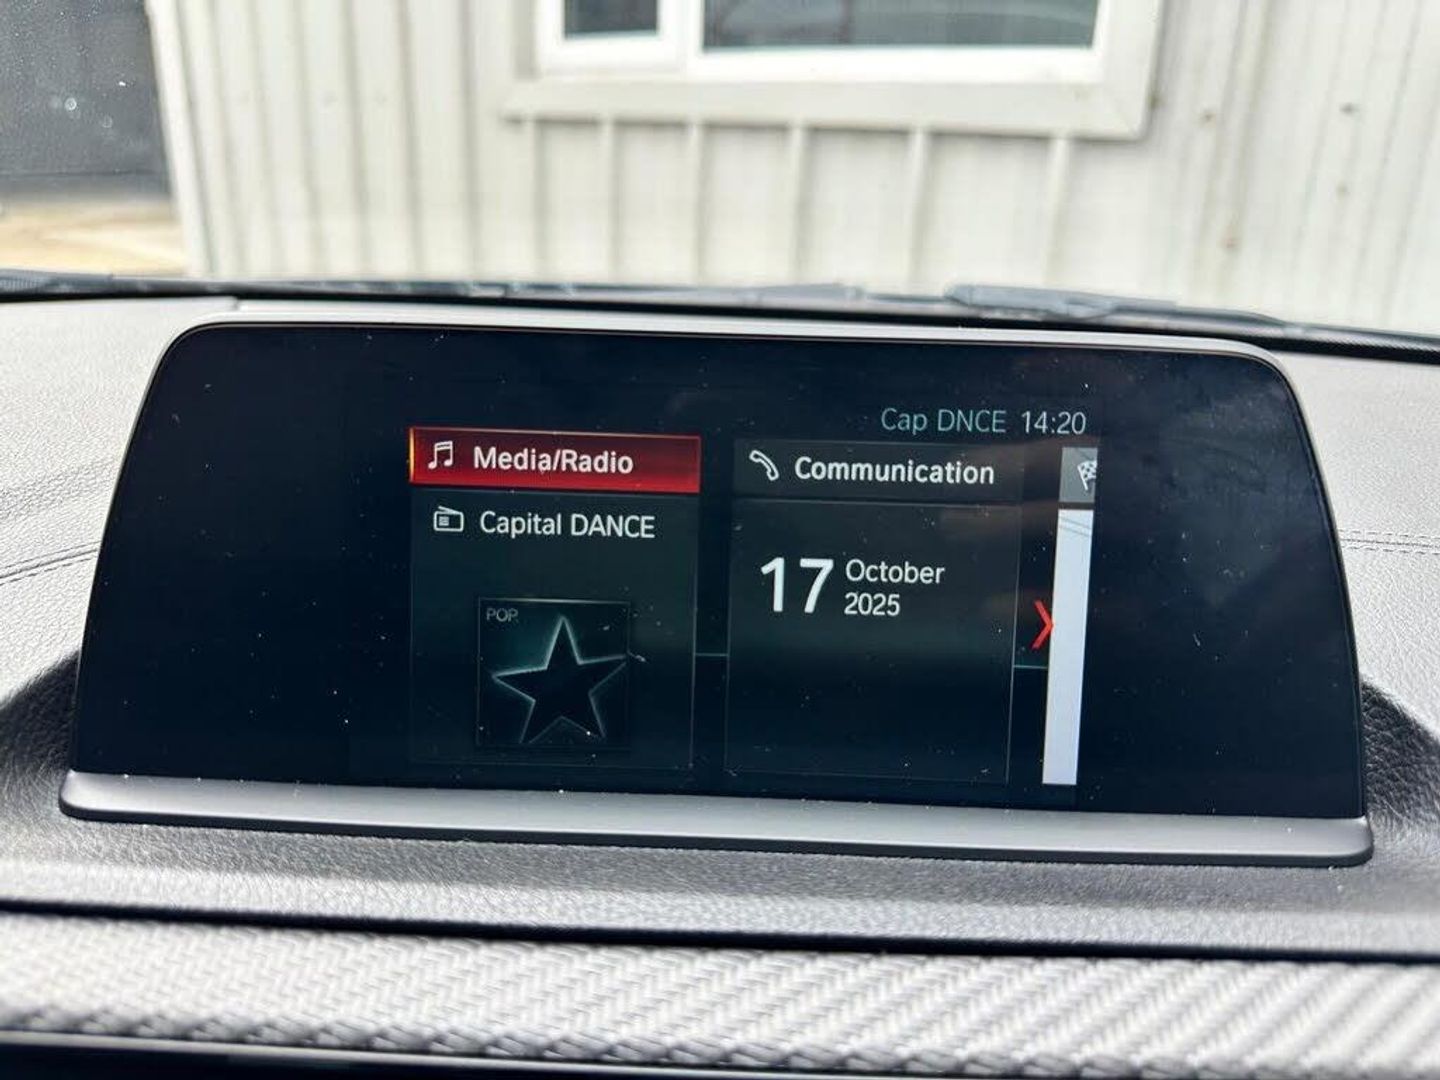 Cap DNCE 14:20
Media/Radio
Capital DANCE
POP
Communication
17 October
2025